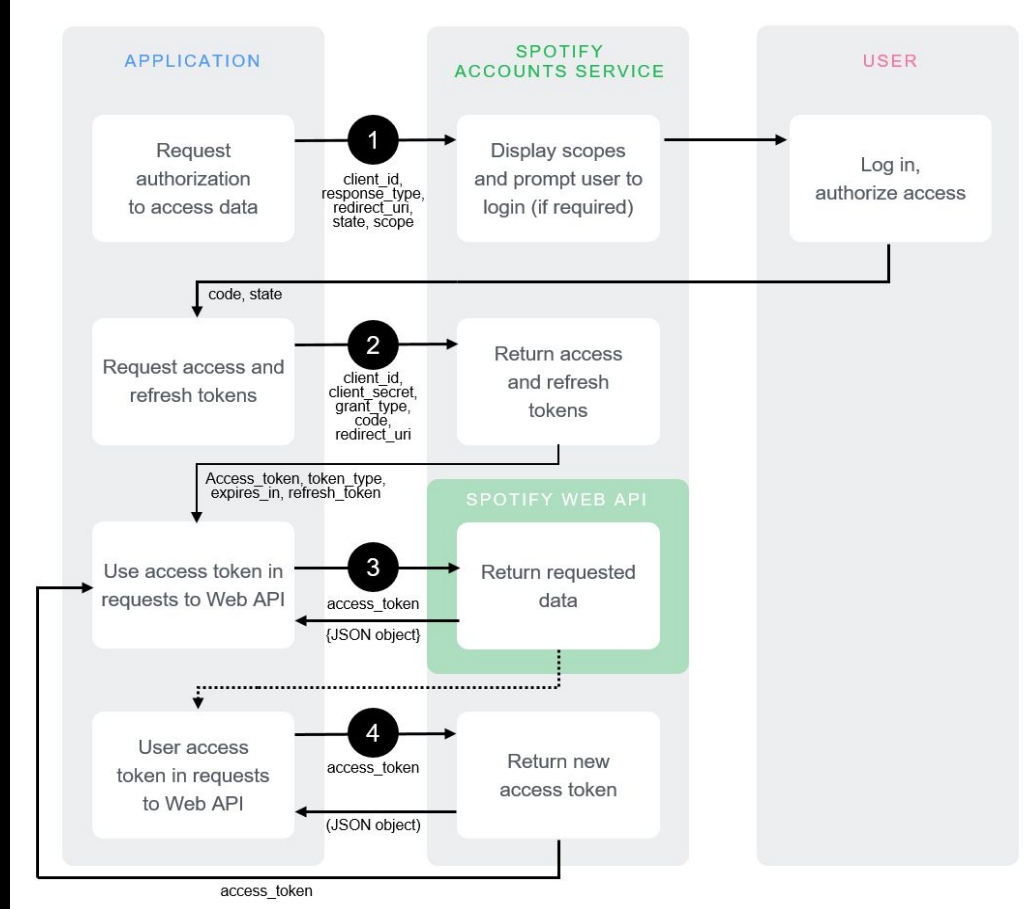 APPLICATION
SPOTIFY
ACCOUNTS SERVICE
USER
Request
authorization
to access data
1
client_id,
response_type,
redirect_uri,
state, scope
Display scopes
and prompt user to
login (if required)
Log in,
authorize access
code, state
Request access and
refresh tokens
2
client_id,
client_secret,
grant_type,
code,
redirect_uri
Return access
and refresh
tokens
Access_token, token_type,
expires_in, refresh_token
SPOTIFY WEB API
Use access token in
requests to Web API
3
access_token
{JSON object}
Return requested
data
User access
token in requests
to Web API
4
access_token
(JSON object)
Return new
access token
access_token